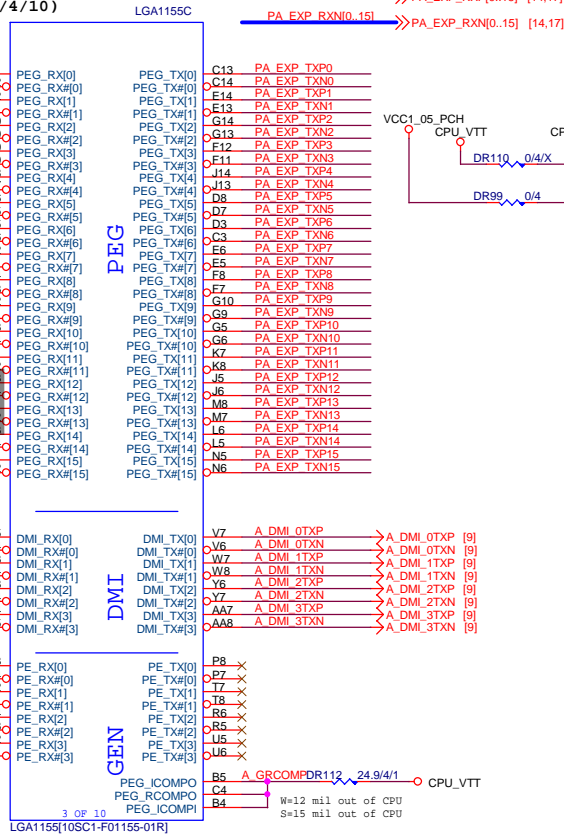 /4/10)
LGA1155C
PA_EXP_RXN[0..15]
PA_EXP_RXN[0..15] [14,17]
PEG_RX[0] PEG_TX[0] C13 PA_EXP_TXP0
PEG_RX#[0] PEG_TX#[0] C14 PA_EXP_TXN0
PEG_RX[1] PEG_TX[1] E14 PA_EXP_TXP1
PEG_RX#[1] PEG_TX#[1] E13 PA_EXP_TXN1
PEG_RX[2] PEG_TX[2] G14 PA_EXP_TXP2
PEG_RX#[2] PEG_TX#[2] G13 PA_EXP_TXN2
PEG_RX[3] PEG_TX[3] F12 PA_EXP_TXP3
PEG_RX#[3] PEG_TX#[3] F11 PA_EXP_TXN3
PEG_RX[4] PEG_TX[4] J14 PA_EXP_TXP4
PEG_RX#[4] PEG_TX#[4] J13 PA_EXP_TXN4
PEG_RX[5] PEG_TX[5] D8 PA_EXP_TXP5
PEG_RX#[5] PEG_TX#[5] D7 PA_EXP_TXN5
PEG_RX[6] PEG_TX[6] D3 PA_EXP_TXP6
PEG_RX#[6] PEG_TX#[6] C3 PA_EXP_TXN6
PEG_RX[7] PEG_TX[7] E6 PA_EXP_TXP7
PEG_RX#[7] PEG_TX#[7] E5 PA_EXP_TXN7
PEG_RX[8] PEG_TX[8] F8 PA_EXP_TXP8
PEG_RX#[8] PEG_TX#[8] F7 PA_EXP_TXN8
PEG_RX[9] PEG_TX[9] G10 PA_EXP_TXP9
PEG_RX#[9] PEG_TX#[9] G9 PA_EXP_TXN9
PEG_RX[10] PEG_TX[10] G5 PA_EXP_TXP10
PEG_RX#[10] PEG_TX#[10] G6 PA_EXP_TXN10
PEG_RX[11] PEG_TX[11] K7 PA_EXP_TXP11
PEG_RX#[11] PEG_TX#[11] K8 PA_EXP_TXN11
PEG_RX[12] PEG_TX[12] J5 PA_EXP_TXP12
PEG_RX#[12] PEG_TX#[12] J6 PA_EXP_TXN12
PEG_RX[13] PEG_TX[13] M8 PA_EXP_TXP13
PEG_RX#[13] PEG_TX#[13] M7 PA_EXP_TXN13
PEG_RX[14] PEG_TX[14] L6 PA_EXP_TXP14
PEG_RX#[14] PEG_TX#[14] L5 PA_EXP_TXN14
PEG_RX[15] PEG_TX[15] N5 PA_EXP_TXP15
PEG_RX#[15] PEG_TX#[15] N6 PA_EXP_TXN15
PEG
VCC1_05_PCH
CPU_VTT
CP
DR110 0/4/X
DR99 0/4
DMI_RX[0] DMI_TX[0] V7 A_DMI_0TXP A_DMI_0TXP [9]
DMI_RX#[0] DMI_TX#[0] V6 A_DMI_0TXN A_DMI_0TXN [9]
DMI_RX[1] DMI_TX[1] W7 A_DMI_1TXP A_DMI_1TXP [9]
DMI_RX#[1] DMI_TX#[1] W8 A_DMI_1TXN A_DMI_1TXN [9]
DMI_RX[2] DMI_TX[2] Y6 A_DMI_2TXP A_DMI_2TXP [9]
DMI_RX#[2] DMI_TX#[2] Y7 A_DMI_2TXN A_DMI_2TXN [9]
DMI_RX[3] DMI_TX[3] AA7 A_DMI_3TXP A_DMI_3TXP [9]
DMI_RX#[3] DMI_TX#[3] AA8 A_DMI_3TXN A_DMI_3TXN [9]
DMI
PE_RX[0] PE_TX[0] P8
PE_RX#[0] PE_TX#[0] P7
PE_RX[1] PE_TX[1] T7
PE_RX#[1] PE_TX#[1] T8
PE_RX[2] PE_TX[2] R6
PE_RX#[2] PE_TX#[2] R5
PE_RX[3] PE_TX[3] U5
PE_RX#[3] PE_TX#[3] U6
GEN
PEG_ICOMPO B5 A_GRCOMP DR112 24.9/4/1 CPU_VTT
PEG_RCOMPO C4
PEG_ICOMPI B4
W=12 mil out of CPU
S=15 mil out of CPU
3 OF 10
LGA1155[10SC1-F01155-01R]